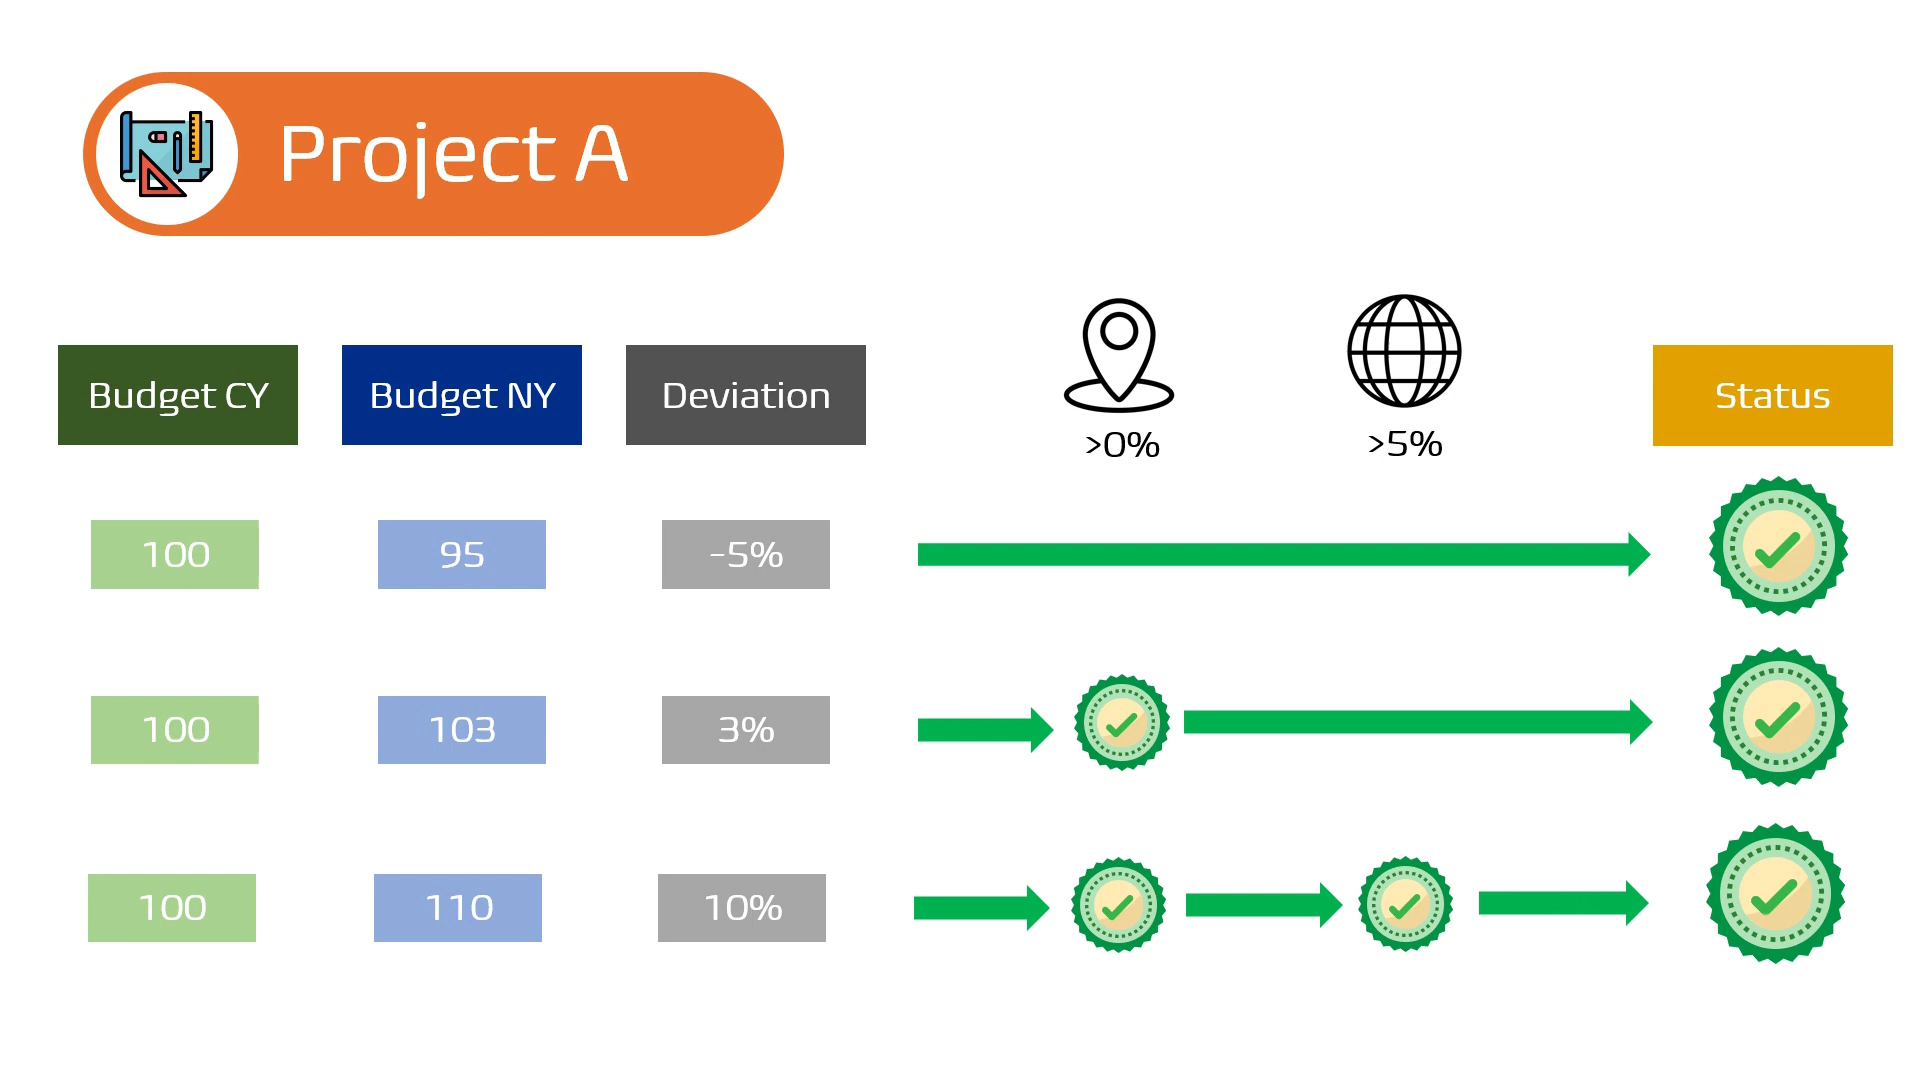 Project A
Budget CY
Budget NY
Deviation
>0%
>5%
Status
100
95
-5%
100
103
3%
100
110
10%